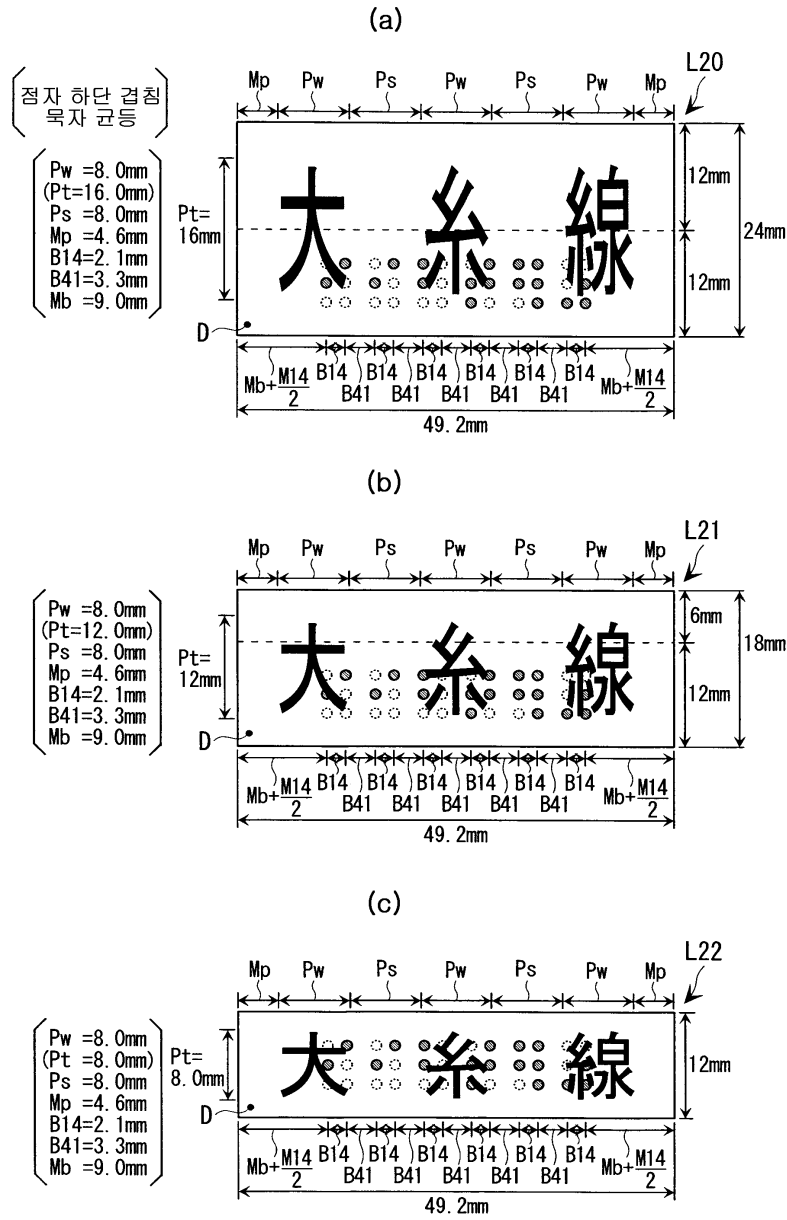 (a)
점자 하단 겹침
묵자 균등
Mp Pw Ps Pw Ps Pw Mp
L20
Pw =8.0mm
(Pt=16.0mm)
Ps =8.0mm
Mp =4.6mm
B14=2.1mm
B41=3.3mm
Mb =9.0mm
Pt=
16mm
大 糸 線
12mm
12mm
24mm
D
Mb+M14/2 B14 B41 B14 B41 B14 B41 B14 B41 B14 B41 B14 Mb+M14/2
49.2mm
(b)
Mp Pw Ps Pw Ps Pw Mp
L21
Pw =8.0mm
(Pt=12.0mm)
Ps =8.0mm
Mp =4.6mm
B14=2.1mm
B41=3.3mm
Mb =9.0mm
Pt=
12mm
大 糸 線
6mm
12mm
18mm
D
Mb+M14/2 B14 B41 B14 B41 B14 B41 B14 B41 B14 B41 B14 Mb+M14/2
49.2mm
(c)
Mp Pw Ps Pw Ps Pw Mp
L22
Pw =8.0mm
(Pt =8.0mm)
Ps =8.0mm
Mp =4.6mm
B14=2.1mm
B41=3.3mm
Mb =9.0mm
Pt=
8.0mm
大 糸 線
12mm
D
Mb+M14/2 B14 B41 B14 B41 B14 B41 B14 B41 B14 B41 B14 Mb+M14/2
49.2mm